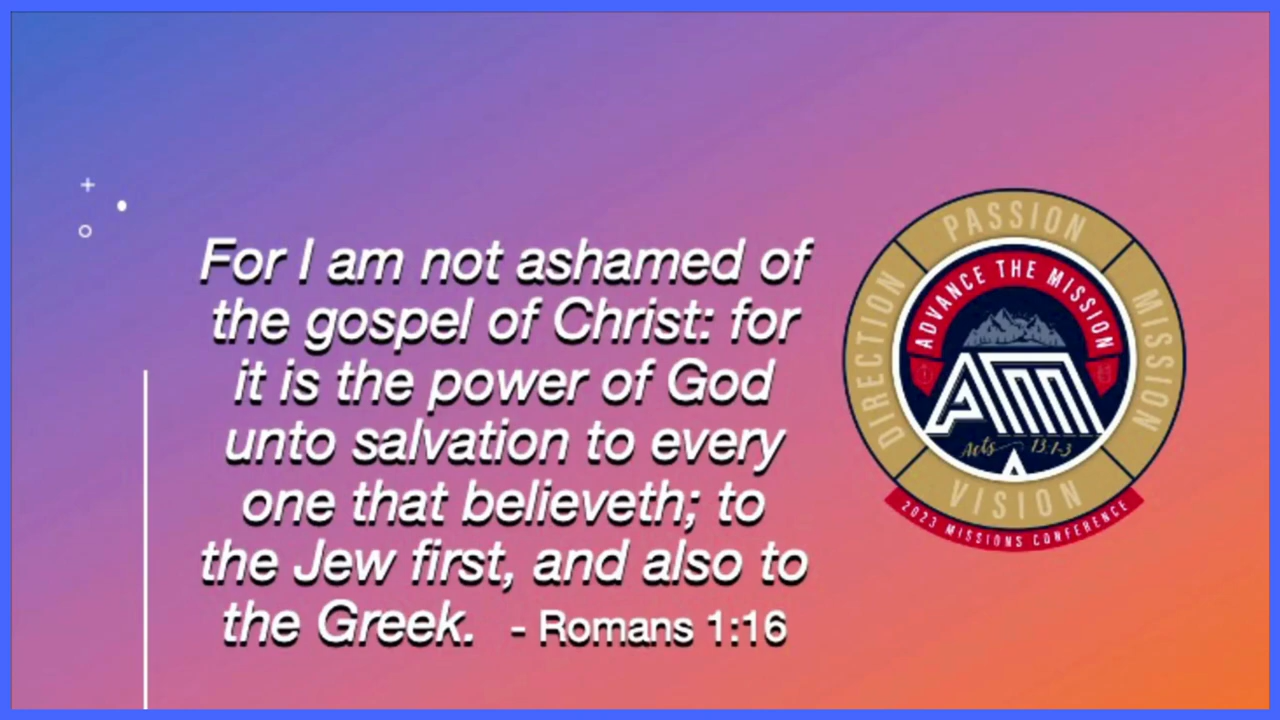 For I am not ashamed of
the gospel of Christ: for
it is the power of God
unto salvation to every
one that believeth; to
the Jew first, and also to
the Greek. - Romans 1:16
PASSION
MISSION
VISION
DIRECTION
ADVANCE THE MISSION
ATM
Acts 13:1-3
2023 MISSIONS CONFERENCE